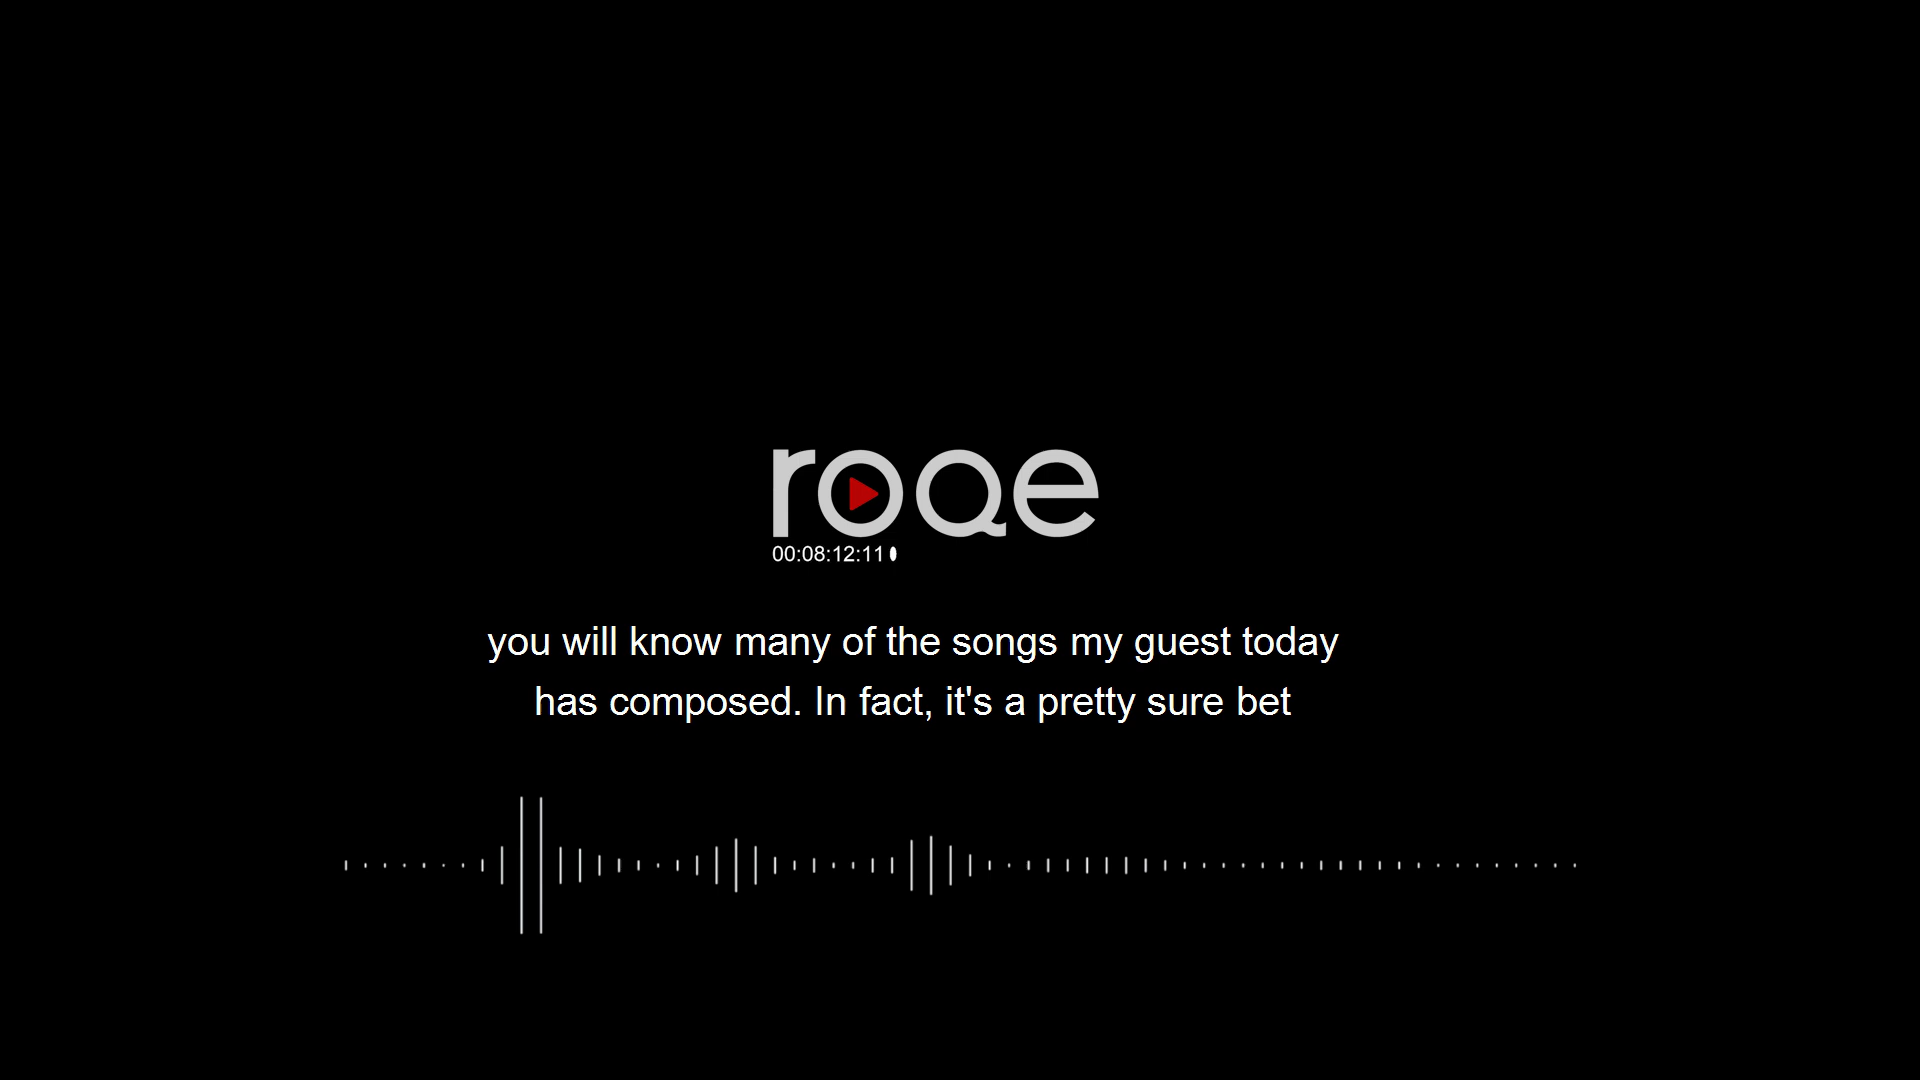 roqe
00:08:12:11
you will know many of the songs my guest today
has composed. In fact, it's a pretty sure bet